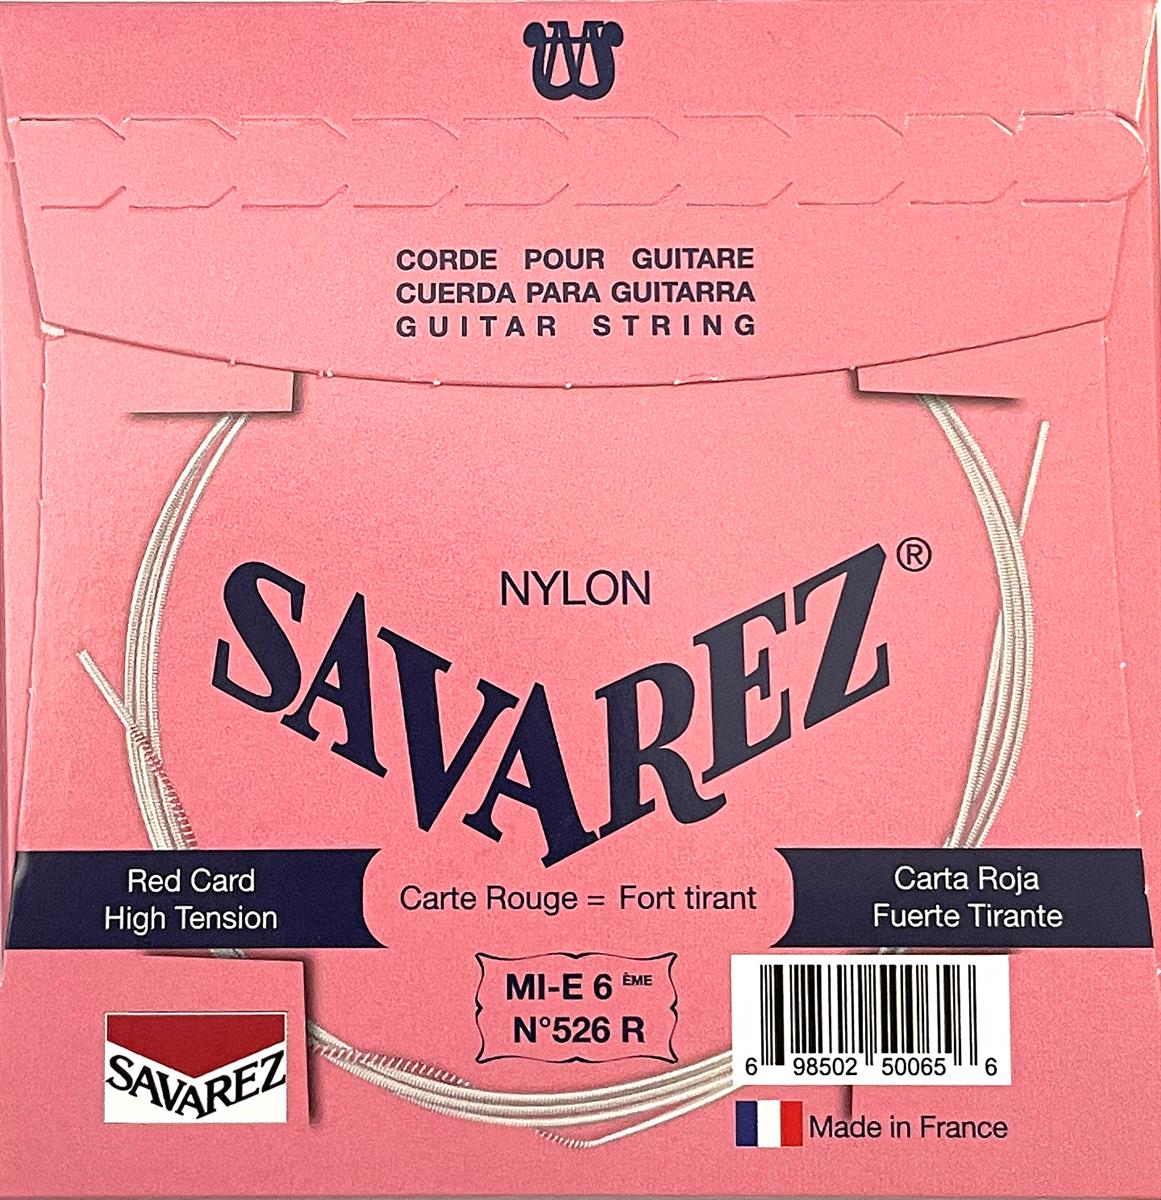 CORDE POUR GUITARE
CUERDA PARA GUITARRA
GUITAR STRING
NYLON
SAVAREZ®
Red Card
High Tension
Carte Rouge = Fort tirant
Carta Roja
Fuerte Tirante
MI-E 6 ÈME
N°526 R
SAVAREZ
6 98502 50065 6
Made in France